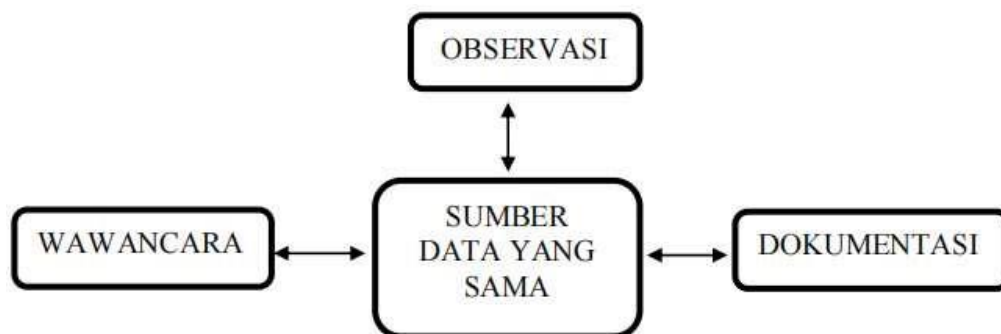 OBSERVASI
WAWANCARA
SUMBER
DATA YANG
SAMA
DOKUMENTASI